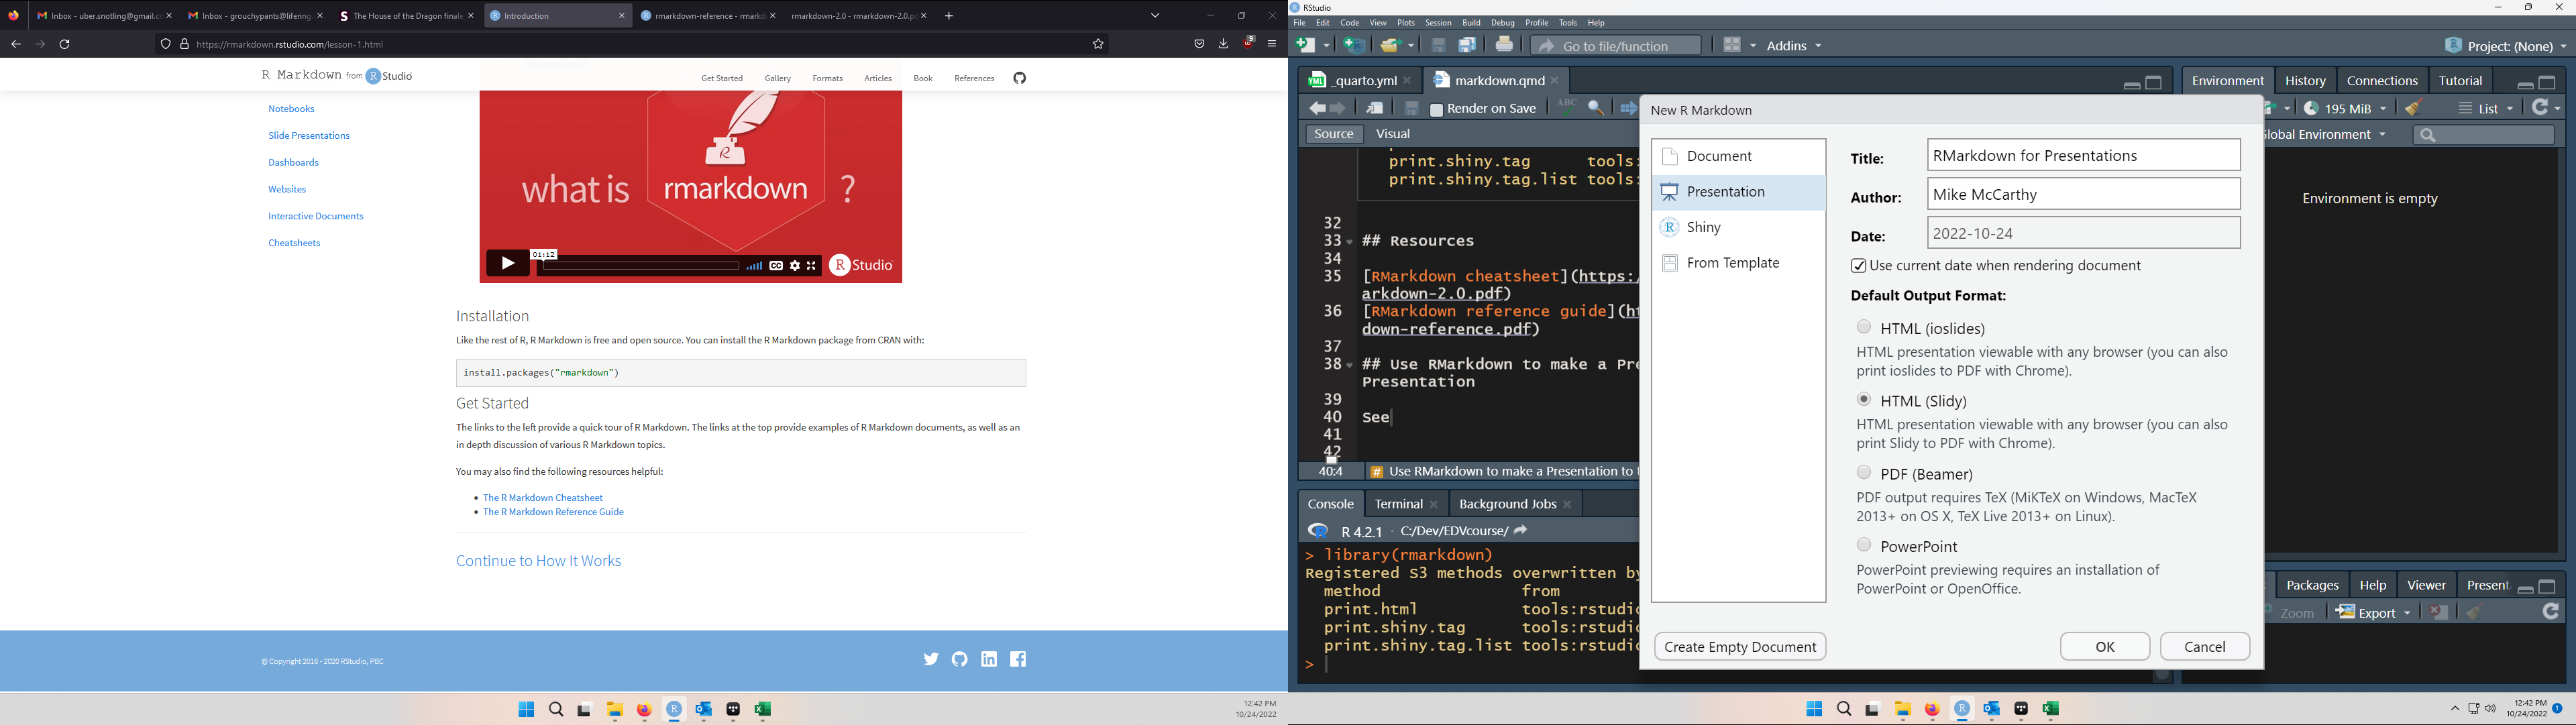 Inbox - uber.snotling@gmail.cc
Inbox - grouchypants@lifering.
The House of the Dragon finale
Introduction
rmarkdown-reference - rmarkd
rmarkdown-2.0 - rmarkdown-2.0.pd
https://rmarkdown.rstudio.com/lesson-1.html
9
R Markdown from R Studio
Get Started
Gallery
Formats
Articles
Book
References
Notebooks
Slide Presentations
Dashboards
Websites
Interactive Documents
Cheatsheets
what is rmarkdown ?
01:12
CC
R Studio
Installation
Like the rest of R, R Markdown is free and open source. You can install the R Markdown package from CRAN with:
install.packages("rmarkdown")
Get Started
The links to the left provide a quick tour of R Markdown. The links at the top provide examples of R Markdown documents, as well as an
in depth discussion of various R Markdown topics.
You may also find the following resources helpful:
The R Markdown Cheatsheet
The R Markdown Reference Guide
Continue to How It Works
© Copyright 2016 - 2020 RStudio, PBC
12:42 PM
10/24/2022
RStudio
File Edit Code View Plots Session Build Debug Profile Tools Help
Go to file/function
Addins
Project: (None)
_quarto.yml
markdown.qmd
Render on Save
ABC
Source
Visual
print.shiny.tag tools:
print.shiny.tag.list tools:
32
33 ## Resources
34
35 [RMarkdown cheatsheet](https:/
arkdown-2.0.pdf)
36 [RMarkdown reference guide](ht
down-reference.pdf)
37
38 ## Use RMarkdown to make a Pre
Presentation
39
40 See
41
42
40:4
# Use RMarkdown to make a Presentation to t
Console
Terminal
Background Jobs
R 4.2.1 · C:/Dev/EDVcourse/
> library(rmarkdown)
Registered S3 methods overwritten by
method from
print.html tools:rstudio
print.shiny.tag tools:rstudio
print.shiny.tag.list tools:rstudio
>
New R Markdown
Document
Presentation
Shiny
From Template
Title: RMarkdown for Presentations
Author: Mike McCarthy
Date: 2022-10-24
Use current date when rendering document
Default Output Format:
HTML (ioslides)
HTML presentation viewable with any browser (you can also
print ioslides to PDF with Chrome).
HTML (Slidy)
HTML presentation viewable with any browser (you can also
print Slidy to PDF with Chrome).
PDF (Beamer)
PDF output requires TeX (MiKTeX on Windows, MacTeX
2013+ on OS X, TeX Live 2013+ on Linux).
PowerPoint
PowerPoint previewing requires an installation of
PowerPoint or OpenOffice.
Create Empty Document
OK
Cancel
Environment
History
Connections
Tutorial
195 MiB
List
Global Environment
Environment is empty
Packages
Help
Viewer
Present
Zoom
Export
12:42 PM
10/24/2022
1